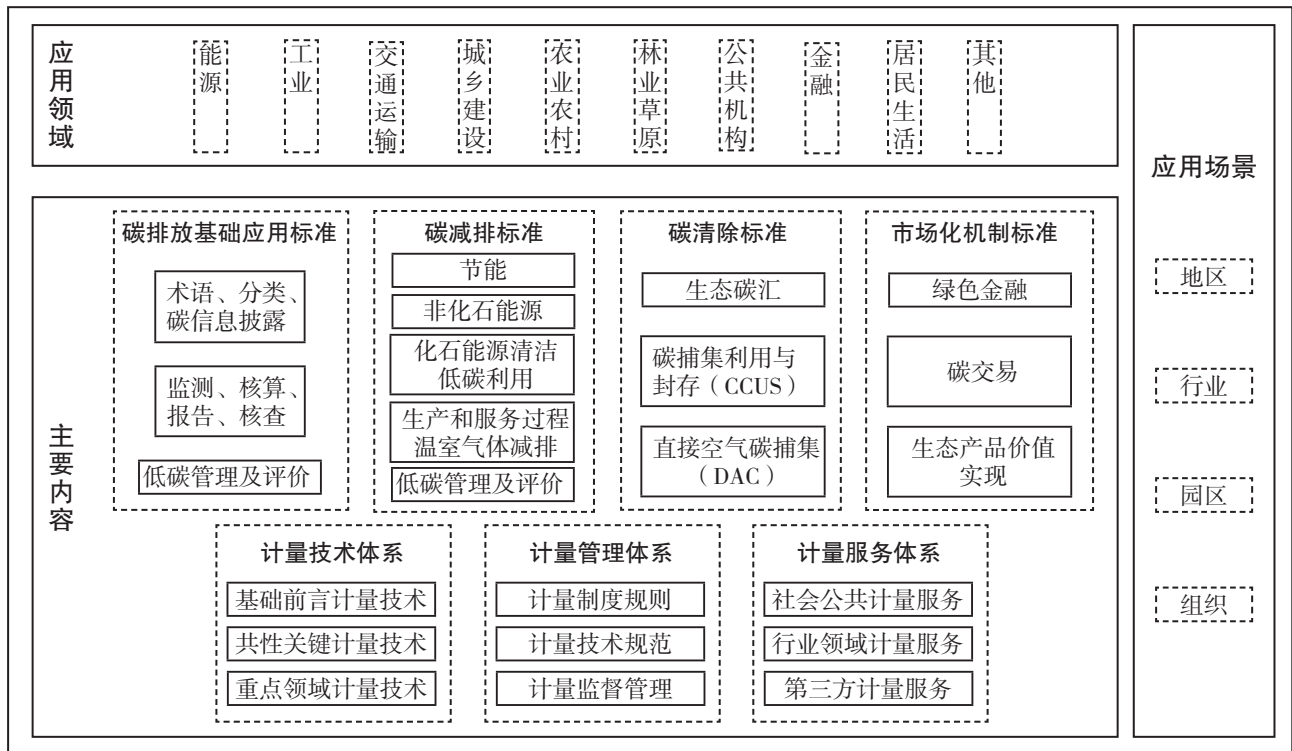 应用领域
能源
工业
交通运输
城乡建设
农业农村
林业草原
公共机构
金融
居民生活
其他
主要内容
碳排放基础应用标准
术语、分类、
碳信息披露
监测、核算、
报告、核查
低碳管理及评价
碳减排标准
节能
非化石能源
化石能源清洁
低碳利用
生产和服务过程
温室气体减排
低碳管理及评价
碳清除标准
生态碳汇
碳捕集利用与
封存（CCUS）
直接空气碳捕集
（DAC）
市场化机制标准
绿色金融
碳交易
生态产品价值
实现
计量技术体系
基础前言计量技术
共性关键计量技术
重点领域计量技术
计量管理体系
计量制度规则
计量技术规范
计量监督管理
计量服务体系
社会公共计量服务
行业领域计量服务
第三方计量服务
应用场景
地区
行业
园区
组织